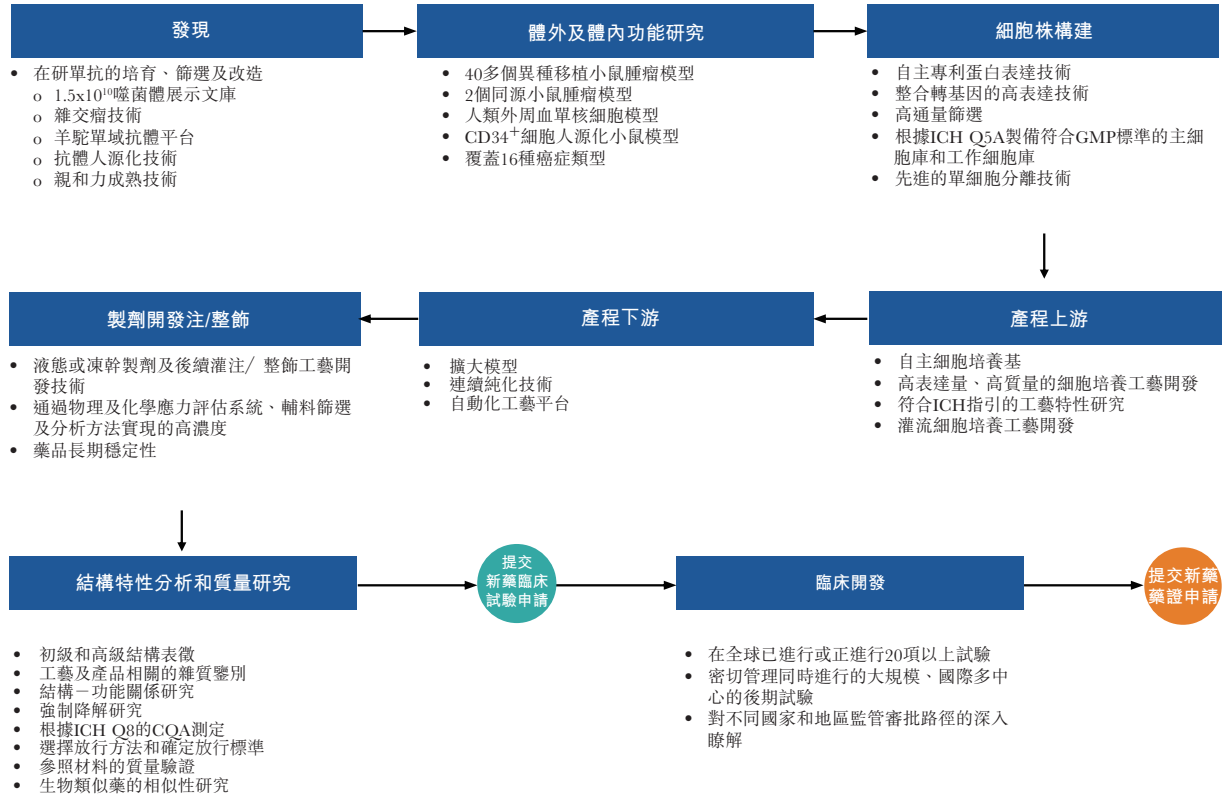 發現
• 在研單抗的培育、篩選及改造
o 1.5x10¹⁰噬菌體展示文庫
o 雜交瘤技術
o 羊駝單域抗體平台
o 抗體人源化技術
o 親和力成熟技術
體外及體內功能研究
• 40多個異種移植小鼠腫瘤模型
• 2個同源小鼠腫瘤模型
• 人類外周血單核細胞模型
• CD34⁺細胞人源化小鼠模型
• 覆蓋16種癌症類型
細胞株構建
• 自主專利蛋白表達技術
• 整合轉基因的高表達技術
• 高通量篩選
• 根據ICH Q5A製備符合GMP標準的主細
胞庫和工作細胞庫
• 先進的單細胞分離技術
產程上游
• 自主細胞培養基
• 高表達量、高質量的細胞培養工藝開發
• 符合ICH指引的工藝特性研究
• 灌流細胞培養工藝開發
產程下游
• 擴大模型
• 連續純化技術
• 自動化工藝平台
製劑開發注/整飾
• 液態或凍幹製劑及後續灌注/ 整飾工藝開
發技術
• 通過物理及化學應力評估系統、輔料篩選
及分析方法實現的高濃度
• 藥品長期穩定性
結構特性分析和質量研究
• 初級和高級結構表徵
• 工藝及產品相關的雜質鑒別
• 結構－功能關係研究
• 強制降解研究
• 根據ICH Q8的CQA測定
• 選擇放行方法和確定放行標準
• 參照材料的質量驗證
• 生物類似藥的相似性研究
提交
新藥臨床
試驗申請
臨床開發
• 在全球已進行或正進行20項以上試驗
• 密切管理同時進行的大規模、國際多中
心的後期試驗
• 對不同國家和地區監管審批路徑的深入
瞭解
提交新藥
藥證申請